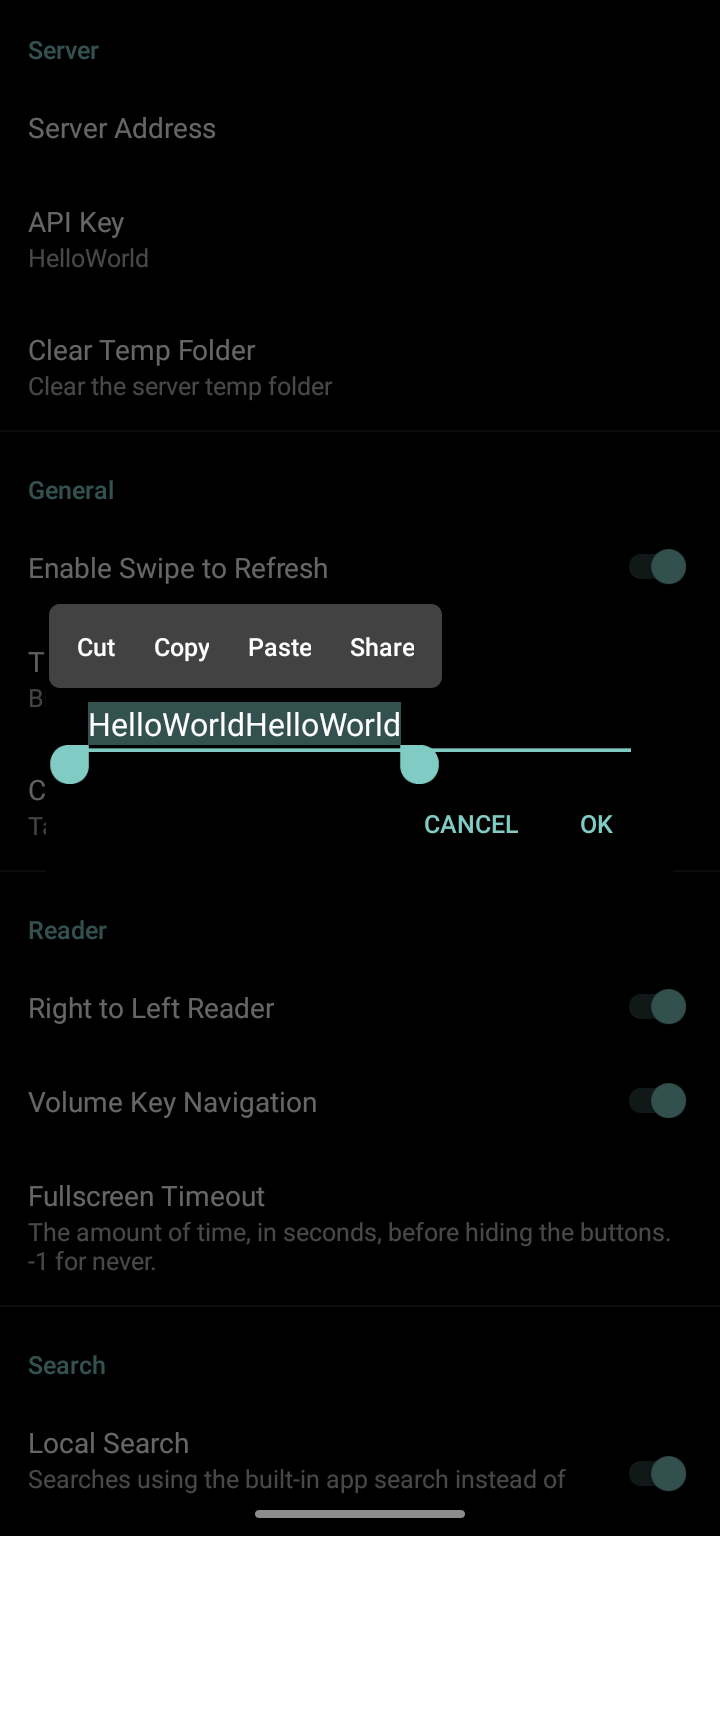 Server
Server Address
API Key
HelloWorld
Clear Temp Folder
Clear the server temp folder
General
Enable Swipe to Refresh
Cut Copy Paste Share
T
B
HelloWorldHelloWorld
C
Ta
CANCEL OK
Reader
Right to Left Reader
Volume Key Navigation
Fullscreen Timeout
The amount of time, in seconds, before hiding the buttons.
-1 for never.
Search
Local Search
Searches using the built-in app search instead of